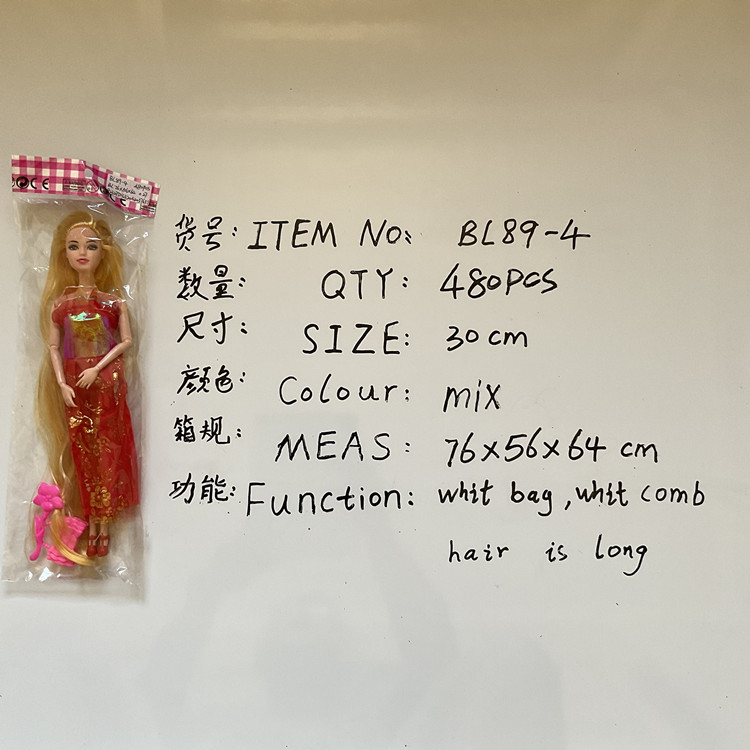 货号: ITEM No: BL89-4
数量: QTY: 480pcs
尺寸: SIZE: 30cm
颜色: Colour: mix
箱规: MEAS: 76x56x64 cm
功能: Function: whit bag, whit comb
hair is long